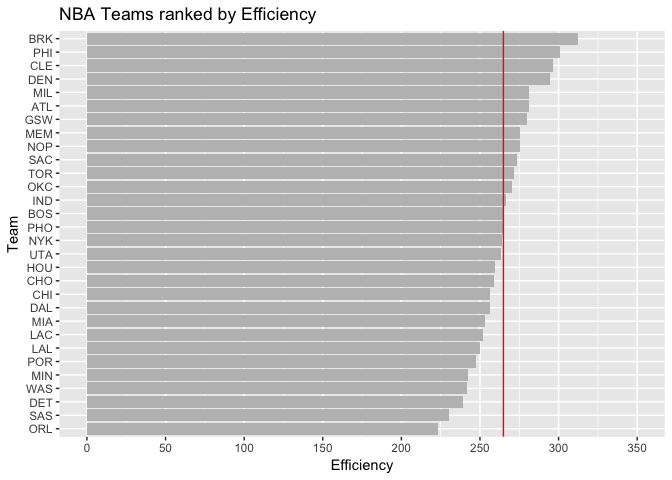 NBA Teams ranked by Efficiency
BRK
PHI
CLE
DEN
MIL
ATL
GSW
MEM
NOP
SAC
TOR
OKC
IND
BOS
PHO
NYK
UTA
HOU
CHO
CHI
DAL
MIA
LAC
LAL
POR
MIN
WAS
DET
SAS
ORL
Team
0 50 100 150 200 250 300 350
Efficiency